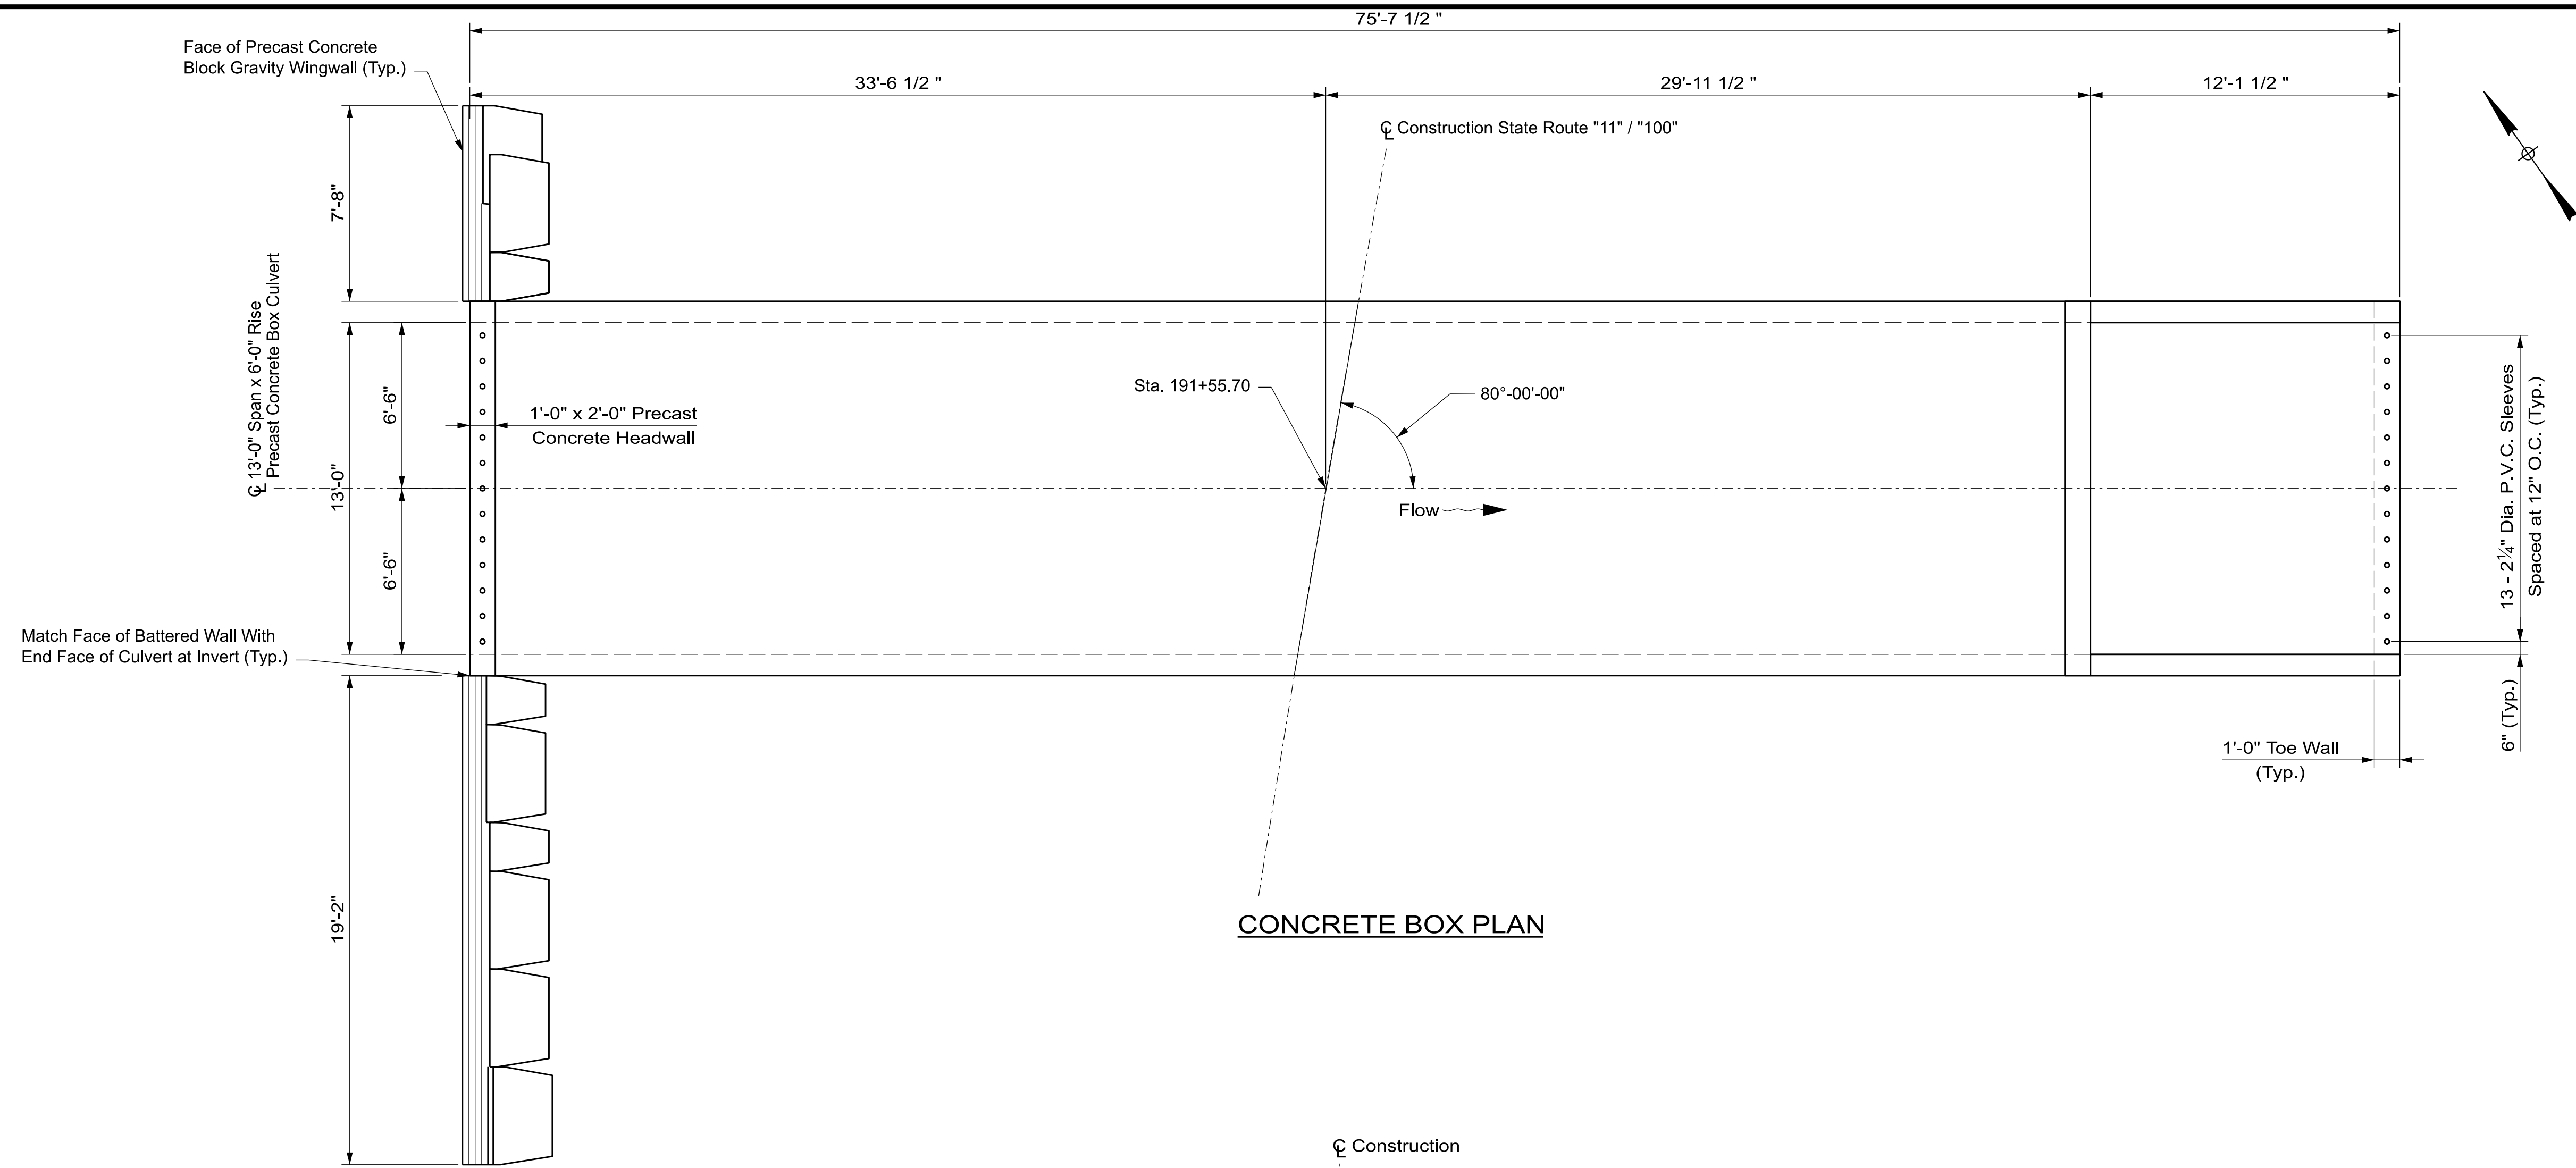 75'-7 1/2 "
Face of Precast Concrete
Block Gravity Wingwall (Typ.)
33'-6 1/2 "
29'-11 1/2 "
12'-1 1/2 "
℄ Construction State Route "11" / "100"
7'-8"
℄ 13'-0" Span x 6'-0" Rise
Precast Concrete Box Culvert
6'-6"
13'-0"
6'-6"
1'-0" x 2'-0" Precast
Concrete Headwall
Sta. 191+55.70
80°-00'-00"
Flow
13 - 2¼" Dia. P.V.C. Sleeves
Spaced at 12" O.C. (Typ.)
Match Face of Battered Wall With
End Face of Culvert at Invert (Typ.)
6" (Typ.)
1'-0" Toe Wall
(Typ.)
19'-2"
CONCRETE BOX PLAN
℄ Construction